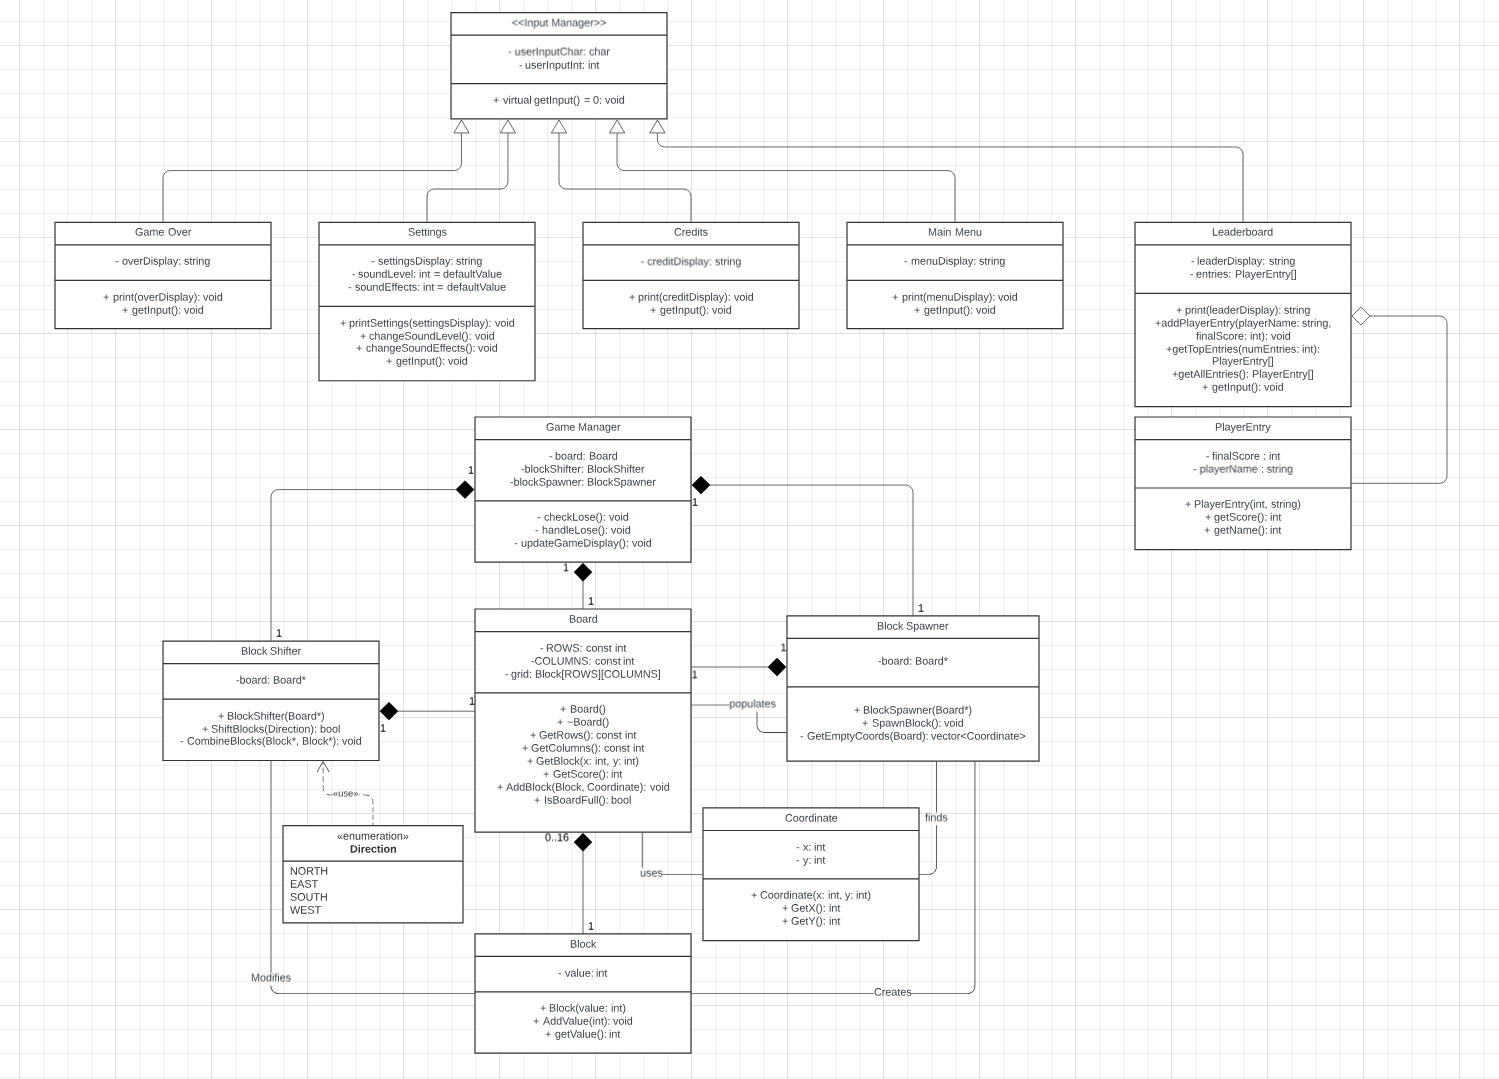 <<Input Manager>>
- userInputChar: char
- userInputInt: int
+ virtual getInput() = 0: void
Game Over
- overDisplay: string
+ print(overDisplay): void
+ getInput(): void
Settings
- settingsDisplay: string
- soundLevel: int = defaultValue
- soundEffects: int = defaultValue
+ printSettings(settingsDisplay): void
+ changeSoundLevel(): void
+ changeSoundEffects(): void
+ getInput(): void
Credits
- creditDisplay: string
+ print(creditDisplay): void
+ getInput(): void
Main Menu
- menuDisplay: string
+ print(menuDisplay): void
+ getInput(): void
Leaderboard
- leaderDisplay: string
- entries: PlayerEntry[]
+ print(leaderDisplay): string
+addPlayerEntry(playerName: string,
finalScore: int): void
+getTopEntries(numEntries: int):
PlayerEntry[]
+getAllEntries(): PlayerEntry[]
+ getInput(): void
PlayerEntry
- finalScore : int
- playerName : string
+ PlayerEntry(int, string)
+ getScore(): int
+ getName(): int
Game Manager
- board: Board
-blockShifter: BlockShifter
-blockSpawner: BlockSpawner
- checkLose(): void
- handleLose(): void
- updateGameDisplay(): void
1
1
1
1
1
1
Block Shifter
-board: Board*
+ BlockShifter(Board*)
+ ShiftBlocks(Direction): bool
- CombineBlocks(Block*, Block*): void
1
1
Board
- ROWS: const int
-COLUMNS: const int
- grid: Block[ROWS][COLUMNS]
+ Board()
+ ~Board()
+ GetRows(): const int
+ GetColumns(): const int
+ GetBlock(x: int, y: int)
+ GetScore(): int
+ AddBlock(Block, Coordinate): void
+ IsBoardFull(): bool
1
1
populates
Block Spawner
-board: Board*
+ BlockSpawner(Board*)
+ SpawnBlock(): void
- GetEmptyCoords(Board): vector<Coordinate>
«use»
«enumeration»
Direction
NORTH
EAST
SOUTH
WEST
0..16
uses
finds
Coordinate
- x: int
- y: int
+ Coordinate(x: int, y: int)
+ GetX(): int
+ GetY(): int
1
Block
- value: int
+ Block(value: int)
+ AddValue(int): void
+ getValue(): int
Modifies
Creates